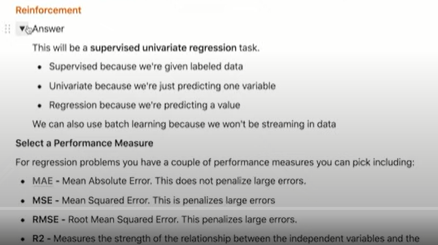 Reinforcement
Answer
This will be a supervised univariate regression task.
• Supervised because we're given labeled data
• Univariate because we're just predicting one variable
• Regression because we're predicting a value
We can also use batch learning because we won't be streaming in data
Select a Performance Measure
For regression problems you have a couple of performance measures you can pick including:
• MAE - Mean Absolute Error. This does not penalize large errors.
• MSE - Mean Squared Error. This is penalizes large errors
• RMSE - Root Mean Squared Error. This penalizes large errors.
• R2 - Measures the strength of the relationship between the independent variables and the